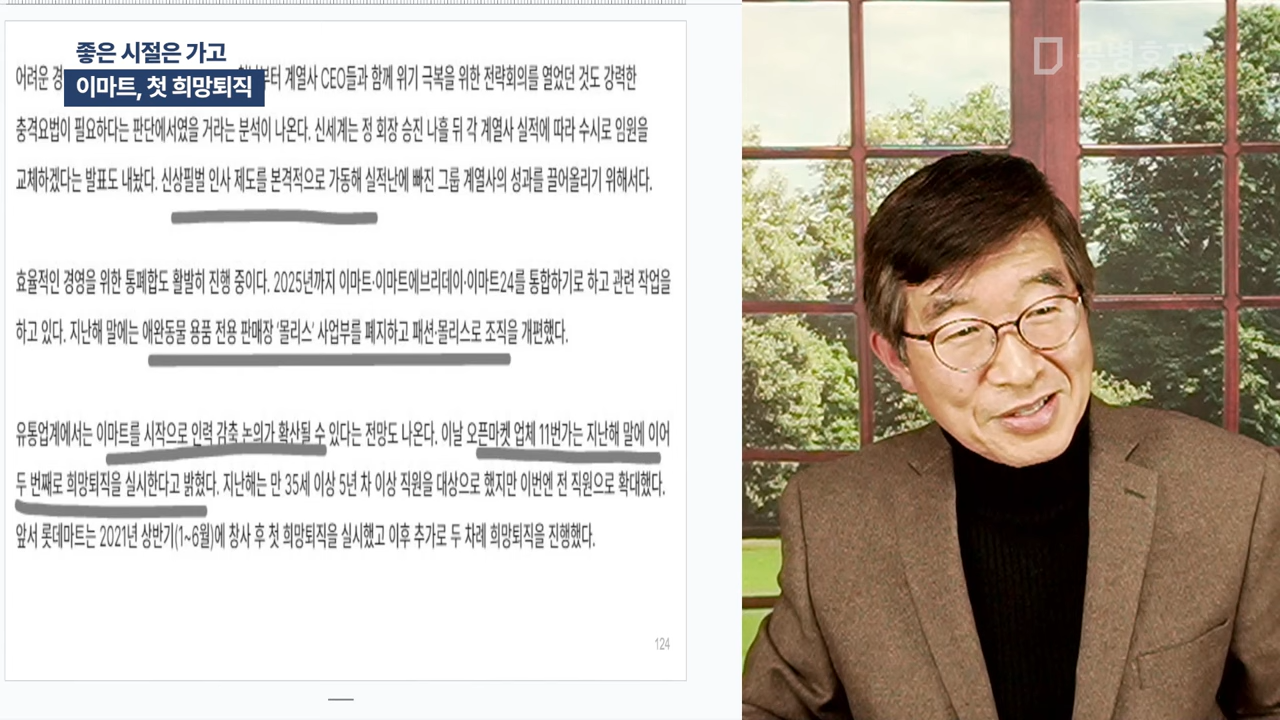 좋은 시절은 가고
이마트, 첫 희망퇴직
어려운 부터 계열사 CEO들과 함께 위기 극복을 위한 전략회의를 열었던 것도 강력한
충격요법이 필요하다는 판단에서였을 거라는 분석이 나온다. 신세계는 정 회장 승진 나흘 뒤 각 계열사 실적에 따라 수시로 임원을
교체하겠다는 발표도 내놨다. 신상필벌 인사 제도를 본격적으로 가동해 실적난에 빠진 그룹 계열사의 성과를 끌어올리기 위해서다.
효율적인 경영을 위한 통폐합도 활발히 진행 중이다. 2025년까지 이마트·이마트에브리데이·이마트24를 통합하기로 하고 관련 작업을
하고 있다. 지난해 말에는 애완동물 용품 전용 판매장 '몰리스' 사업부를 폐지하고 패션·몰리스로 조직을 개편했다.
유통업계에서는 이마트를 시작으로 인력 감축 논의가 확산될 수 있다는 전망도 나온다. 이날 오픈마켓 업체 11번가는 지난해 말에 이어
두 번째로 희망퇴직을 실시한다고 밝혔다. 지난해는 만 35세 이상 5년 차 이상 직원을 대상으로 했지만 이번엔 전 직원으로 확대했다.
앞서 롯데마트는 2021년 상반기(1~6월)에 창사 후 첫 희망퇴직을 실시했고 이후 추가로 두 차례 희망퇴직을 진행했다.
124
공병호